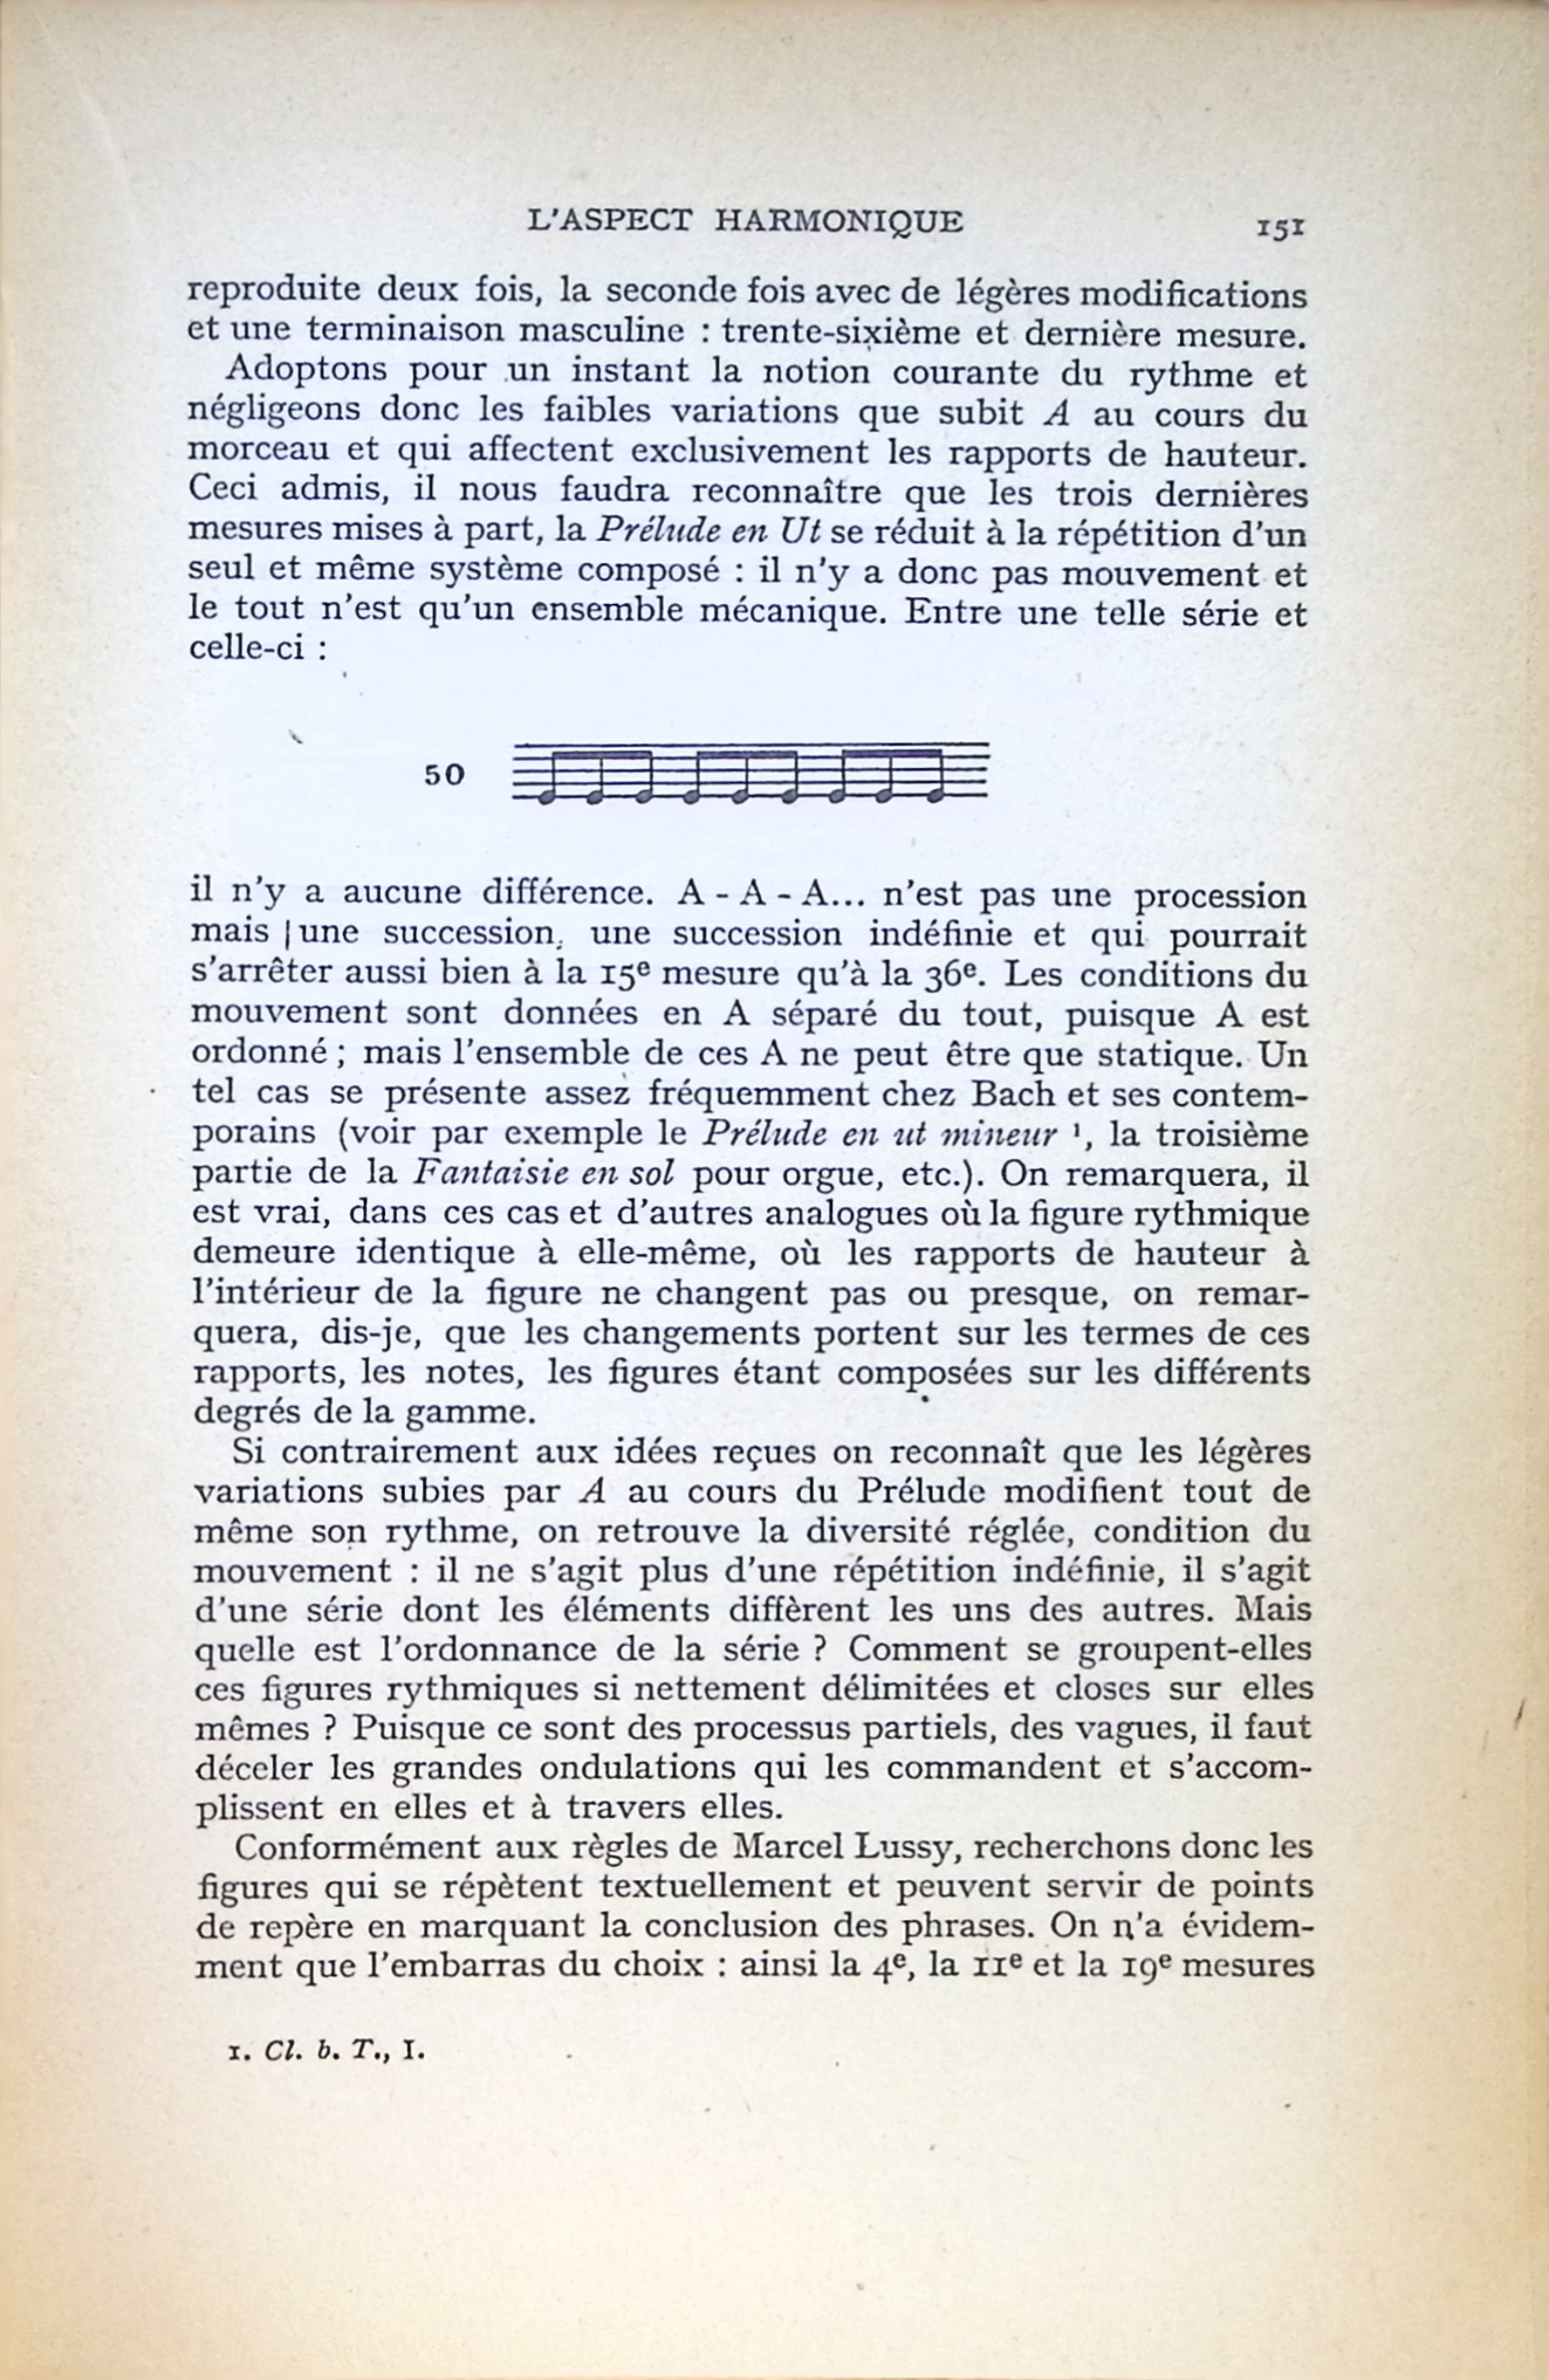 L'ASPECT HARMONIQUE 151
reproduite deux fois, la seconde fois avec de légères modifications
et une terminaison masculine : trente-sixième et dernière mesure.
Adoptons pour un instant la notion courante du rythme et
négligeons donc les faibles variations que subit A au cours du
morceau et qui affectent exclusivement les rapports de hauteur.
Ceci admis, il nous faudra reconnaître que les trois dernières
mesures mises à part, la Prélude en Ut se réduit à la répétition d'un
seul et même système composé : il n'y a donc pas mouvement et
le tout n'est qu'un ensemble mécanique. Entre une telle série et
celle-ci :
50
il n'y a aucune différence. A - A - A... n'est pas une procession
mais | une succession, une succession indéfinie et qui pourrait
s'arrêter aussi bien à la 15e mesure qu'à la 36e. Les conditions du
mouvement sont données en A séparé du tout, puisque A est
ordonné ; mais l'ensemble de ces A ne peut être que statique. Un
tel cas se présente assez fréquemment chez Bach et ses contem-
porains (voir par exemple le Prélude en ut mineur ¹, la troisième
partie de la Fantaisie en sol pour orgue, etc.). On remarquera, il
est vrai, dans ces cas et d'autres analogues où la figure rythmique
demeure identique à elle-même, où les rapports de hauteur à
l'intérieur de la figure ne changent pas ou presque, on remar-
quera, dis-je, que les changements portent sur les termes de ces
rapports, les notes, les figures étant composées sur les différents
degrés de la gamme.
Si contrairement aux idées reçues on reconnaît que les légères
variations subies par A au cours du Prélude modifient tout de
même son rythme, on retrouve la diversité réglée, condition du
mouvement : il ne s'agit plus d'une répétition indéfinie, il s'agit
d'une série dont les éléments diffèrent les uns des autres. Mais
quelle est l'ordonnance de la série ? Comment se groupent-elles
ces figures rythmiques si nettement délimitées et closes sur elles
mêmes ? Puisque ce sont des processus partiels, des vagues, il faut
déceler les grandes ondulations qui les commandent et s'accom-
plissent en elles et à travers elles.
Conformément aux règles de Marcel Lussy, recherchons donc les
figures qui se répètent textuellement et peuvent servir de points
de repère en marquant la conclusion des phrases. On n'a évidem-
ment que l'embarras du choix : ainsi la 4e, la 11e et la 19e mesures
1. Cl. b. T., I.